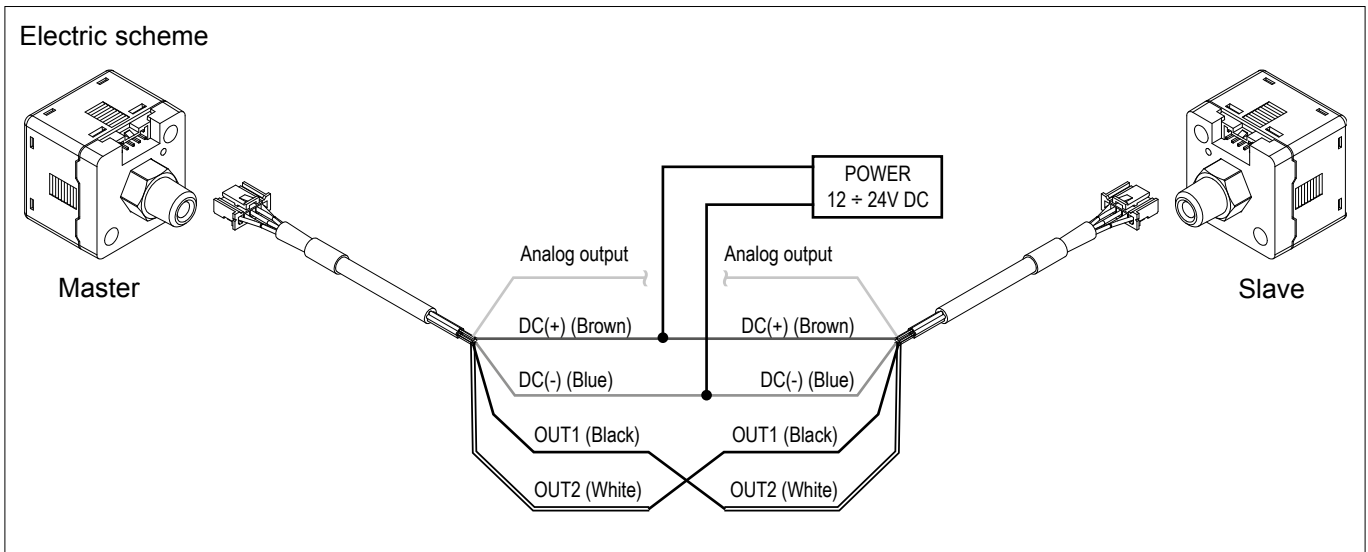 Electric scheme
POWER
12 ÷ 24V DC
Analog output
Analog output
Master
Slave
DC(+) (Brown)
DC(+) (Brown)
DC(-) (Blue)
DC(-) (Blue)
OUT1 (Black)
OUT1 (Black)
OUT2 (White)
OUT2 (White)